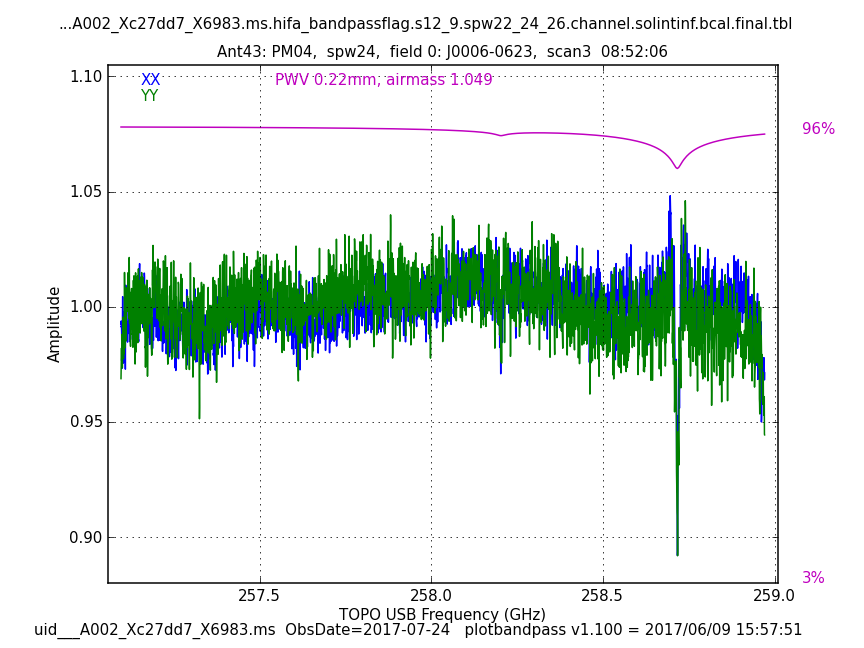 ...A002_Xc27dd7_X6983.ms.hifa_bandpassflag.s12_9.spw22_24_26.channel.solintinf.bcal.final.tbl
Ant43: PM04,  spw24,  field 0: J0006-0623,  scan3  08:52:06
XX
YY
PWV 0.22mm, airmass 1.049
96%
3%
1.10
1.05
1.00
0.95
0.90
Amplitude
257.5
258.0
258.5
259.0
TOPO USB Frequency (GHz)
uid___A002_Xc27dd7_X6983.ms  ObsDate=2017-07-24   plotbandpass v1.100 = 2017/06/09 15:57:51